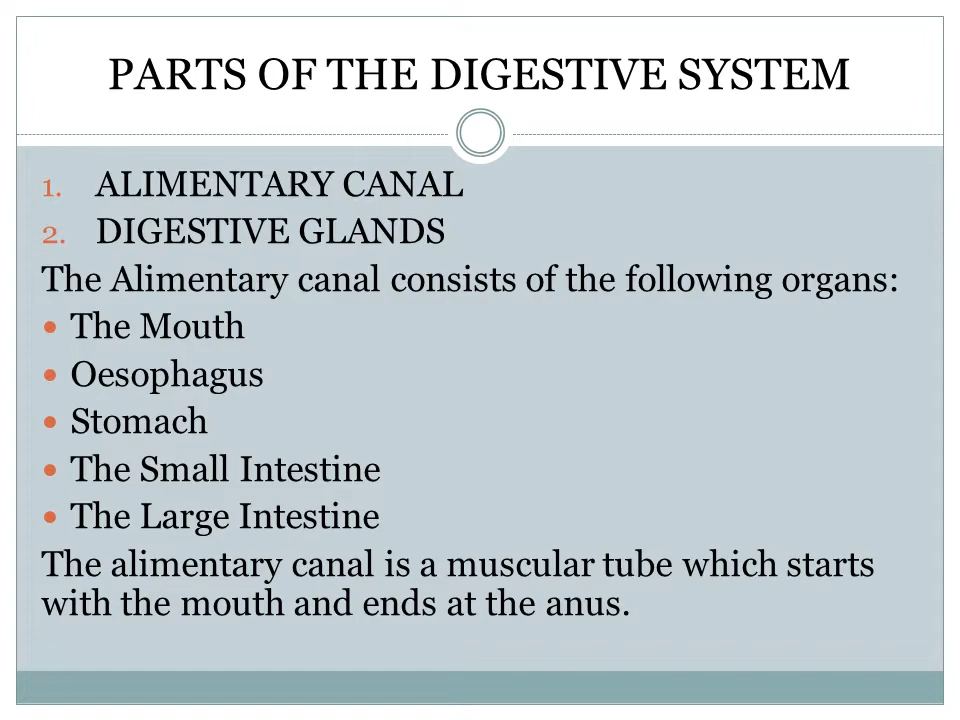 PARTS OF THE DIGESTIVE SYSTEM
1. ALIMENTARY CANAL
2. DIGESTIVE GLANDS
The Alimentary canal consists of the following organs:
• The Mouth
• Oesophagus
• Stomach
• The Small Intestine
• The Large Intestine
The alimentary canal is a muscular tube which starts
with the mouth and ends at the anus.